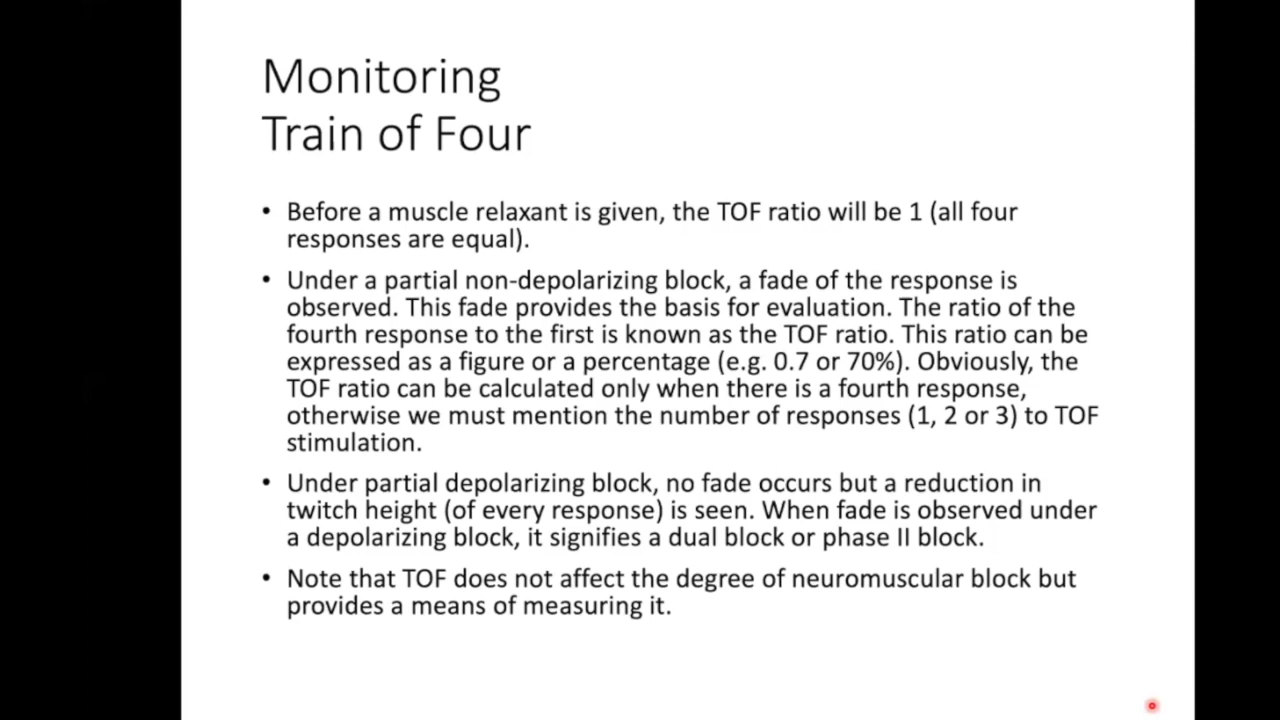 Monitoring
Train of Four
• Before a muscle relaxant is given, the TOF ratio will be 1 (all four
responses are equal).
• Under a partial non-depolarizing block, a fade of the response is
observed. This fade provides the basis for evaluation. The ratio of the
fourth response to the first is known as the TOF ratio. This ratio can be
expressed as a figure or a percentage (e.g. 0.7 or 70%). Obviously, the
TOF ratio can be calculated only when there is a fourth response,
otherwise we must mention the number of responses (1, 2 or 3) to TOF
stimulation.
• Under partial depolarizing block, no fade occurs but a reduction in
twitch height (of every response) is seen. When fade is observed under
a depolarizing block, it signifies a dual block or phase II block.
• Note that TOF does not affect the degree of neuromuscular block but
provides a means of measuring it.